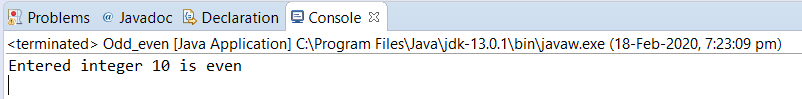 Problems @ Javadoc Declaration Console
<terminated> Odd_even [Java Application] C:\Program Files\Java\jdk-13.0.1\bin\javaw.exe (18-Feb-2020, 7:23:09 pm)
Entered integer 10 is even